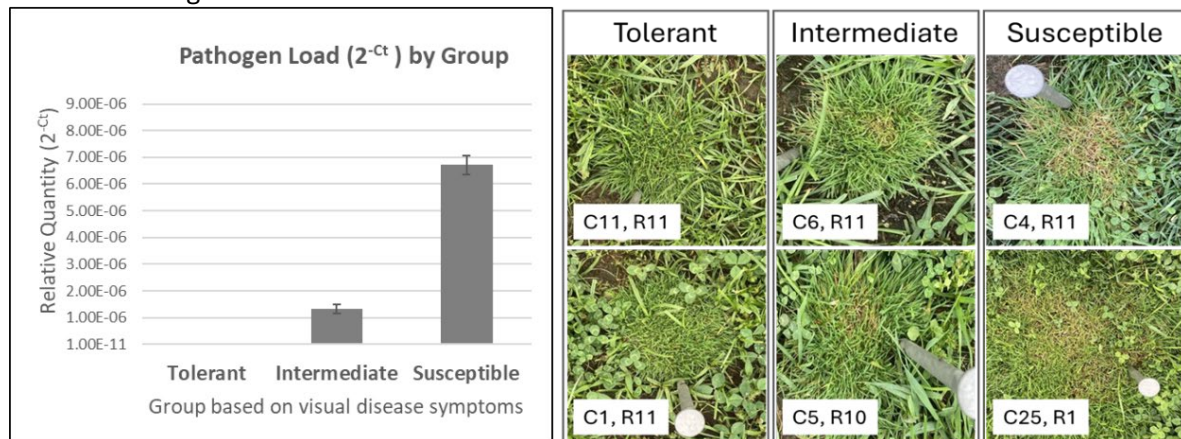 Pathogen Load (2-Ct ) by Group
Relative Quantity (2-Ct)
9.00E-06
8.00E-06
7.00E-06
6.00E-06
5.00E-06
4.00E-06
3.00E-06
2.00E-06
1.00E-06
1.00E-11
Tolerant Intermediate Susceptible
Group based on visual disease symptoms
Tolerant
Intermediate
Susceptible
C11, R11
C6, R11
C4, R11
C1, R11
C5, R10
C25, R1